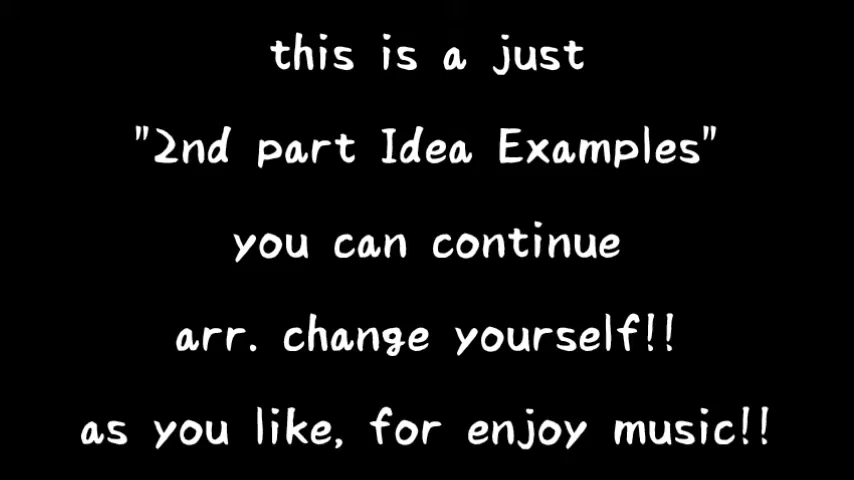 this is a just
"2nd part Idea Examples"
you can continue
arr. change yourself!!
as you like, for enjoy music!!